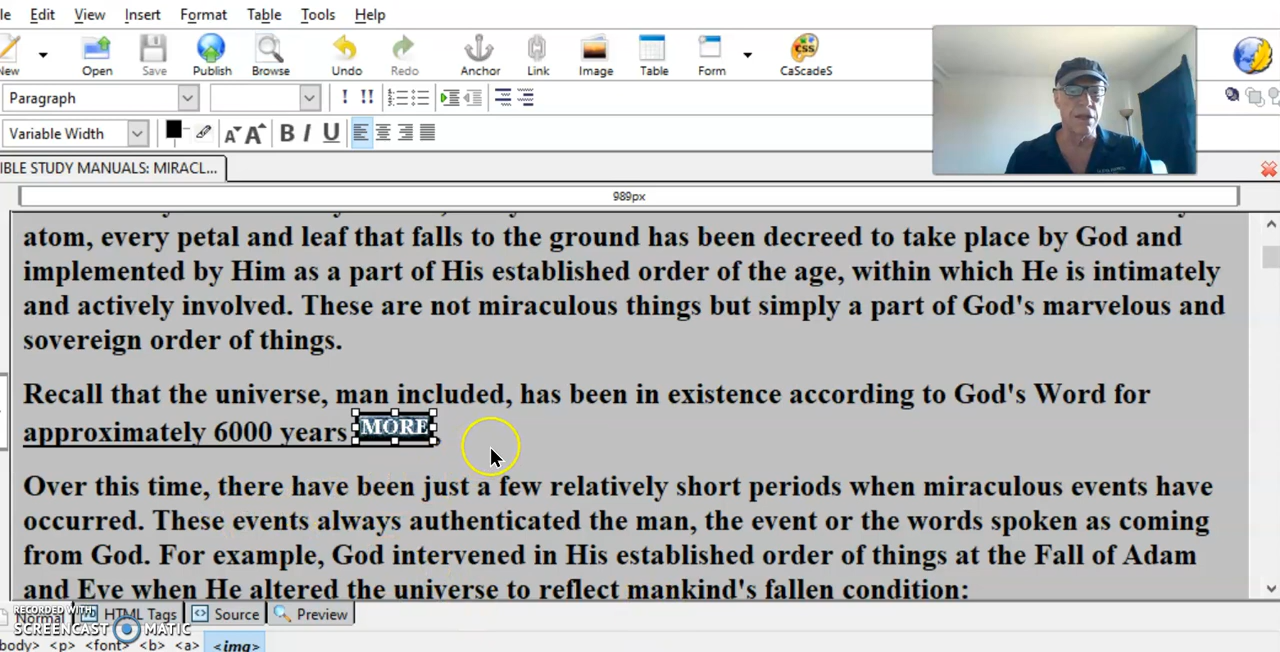 le Edit View Insert Format Table Tools Help
New Open Save Publish Browse Undo Redo Anchor Link Image Table Form CaScadeS
Paragraph
Variable Width
IBLE STUDY MANUALS: MIRACL...
989px
atom, every petal and leaf that falls to the ground has been decreed to take place by God and
implemented by Him as a part of His established order of the age, within which He is intimately
and actively involved. These are not miraculous things but simply a part of God's marvelous and
sovereign order of things.
Recall that the universe, man included, has been in existence according to God's Word for
approximately 6000 years MORE.
Over this time, there have been just a few relatively short periods when miraculous events have
occurred. These events always authenticated the man, the event or the words spoken as coming
from God. For example, God intervened in His established order of things at the Fall of Adam
and Eve when He altered the universe to reflect mankind's fallen condition:
Normal HTML Tags Source Preview
RECORDED WITH
SCREENCAST MATIC
body> <p> <font> <b> <a> <img>